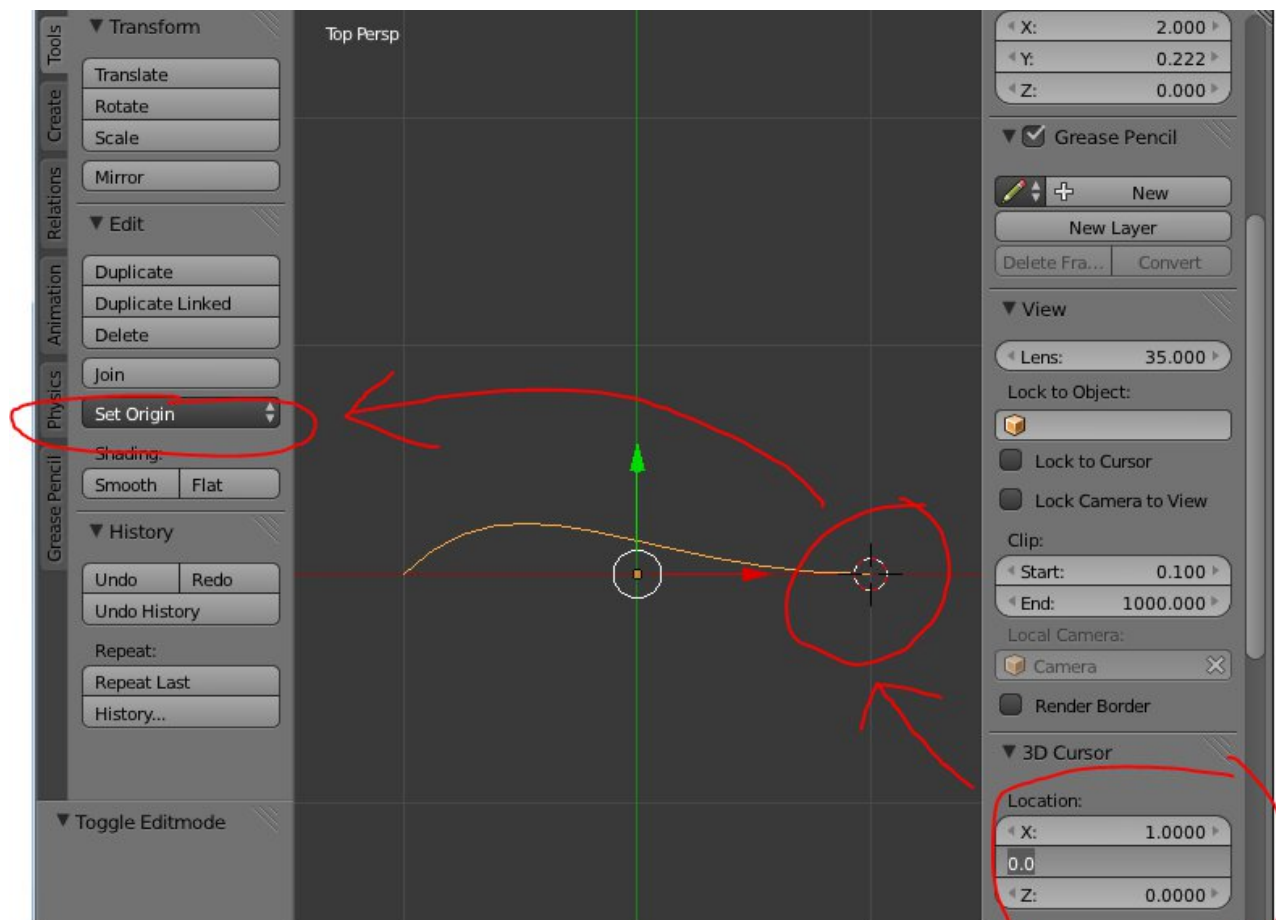 Tools
Create
Relations
Animation
Physics
Grease Pencil
Transform
Translate
Rotate
Scale
Mirror
Edit
Duplicate
Duplicate Linked
Delete
Join
Set Origin
Shading:
Smooth Flat
History
Undo Redo
Undo History
Repeat:
Repeat Last
History...
Toggle Editmode
Top Persp
X: 2.000
Y: 0.222
Z: 0.000
Grease Pencil
New
New Layer
Delete Fra... Convert
View
Lens: 35.000
Lock to Object:
Lock to Cursor
Lock Camera to View
Clip:
Start: 0.100
End: 1000.000
Local Camera:
Camera
Render Border
3D Cursor
Location:
X: 1.0000
0.0
Z: 0.0000